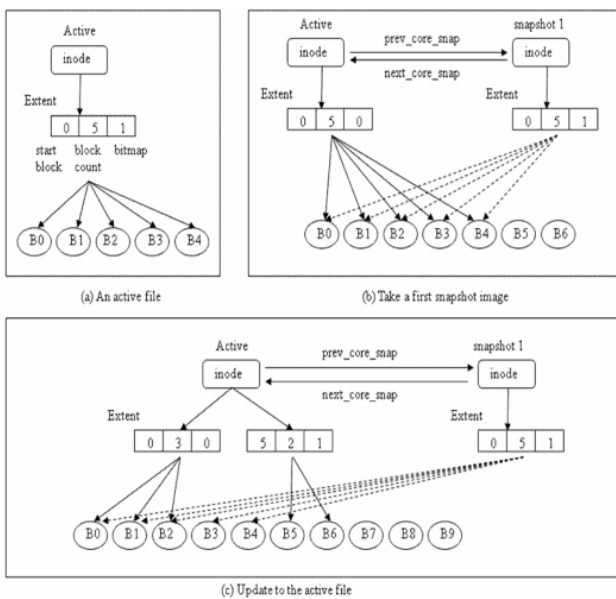 Active
inode
Extent
0 5 1
start block bitmap
block count
B0 B1 B2 B3 B4
(a) An active file
Active snapshot 1
prev_core_snap
inode inode
next_core_snap
Extent Extent
0 5 0 0 5 1
B0 B1 B2 B3 B4 B5 B6
(b) Take a first snapshot image
Active snapshot 1
prev_core_snap
inode inode
next_core_snap
Extent Extent
0 3 0 5 2 1 0 5 1
B0 B1 B2 B3 B4 B5 B6 B7 B8 B9
(c) Update to the active file